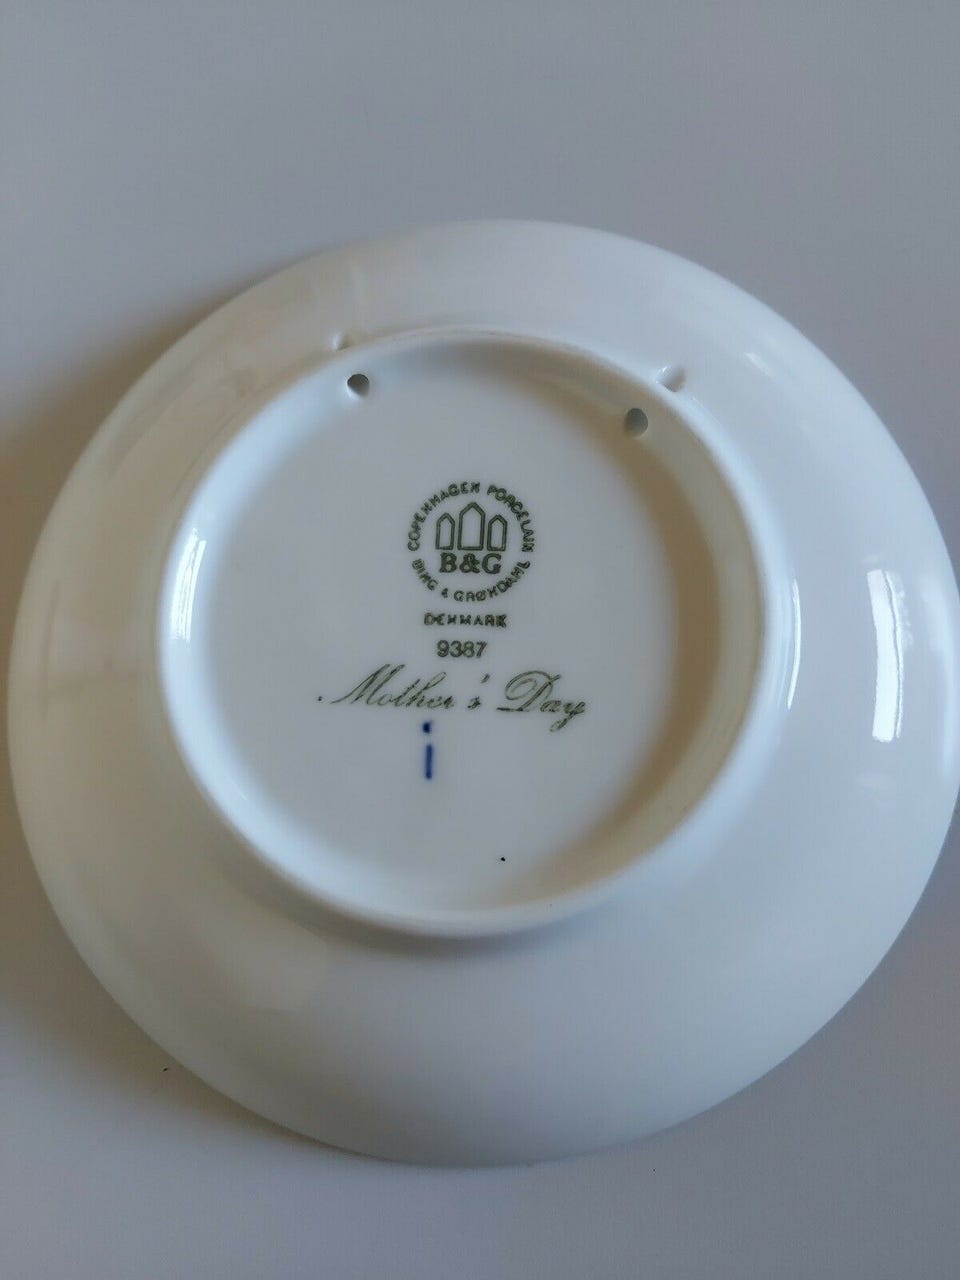 COPENHAGEN PORCELAIN
B&G
BING & GRØNDAHL
DENMARK
9387
Mother's Day
i